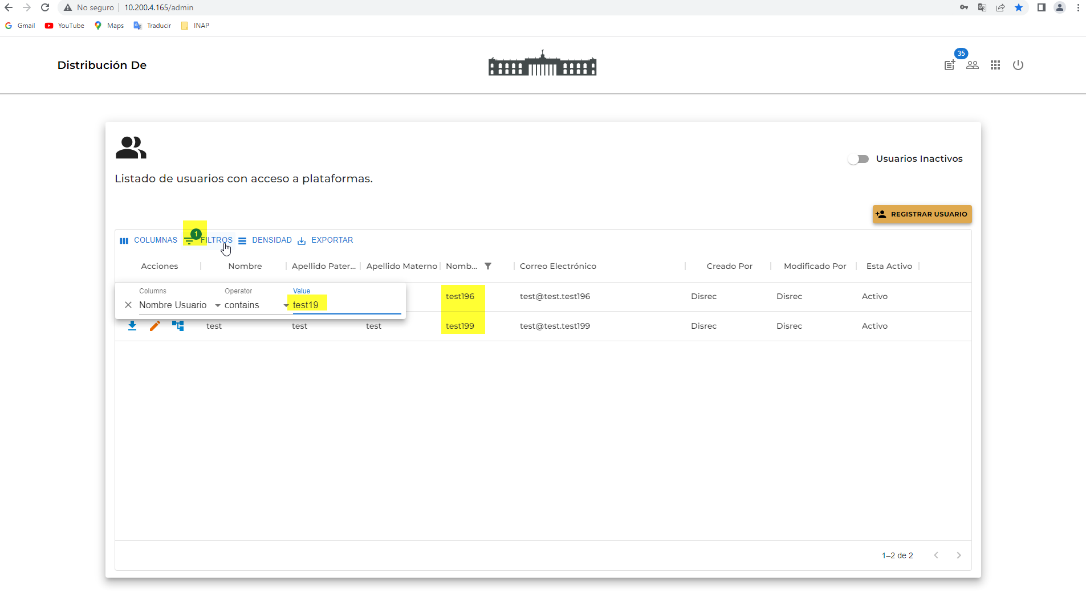 No seguro 10.200.4.165/admin
Gmail YouTube Maps Traducir INAP
Distribución De
35
Usuarios Inactivos
Listado de usuarios con acceso a plataformas.
REGISTRAR USUARIO
1
COLUMNAS FILTROS DENSIDAD EXPORTAR
Acciones Nombre Apellido Pater... Apellido Materno Nomb... Correo Electrónico Creado Por Modificado Por Esta Activo
Columns Operator Value
Nombre Usuario contains test19
test196 test@test.test196 Disrec Disrec Activo
test test test test199 test@test.test199 Disrec Disrec Activo
1–2 de 2